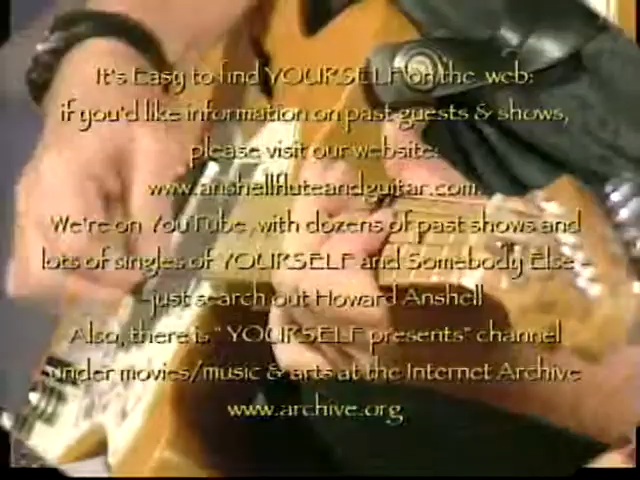 It's Easy to find YOURSELF on the web:
if you'd like information on past guests & shows,
please visit our website:
www.anshellfluteandguitar.com
We're on YouTube, with dozens of past shows and
lots of singles of YOURSELF and Somebody Else -
-just search out Howard Anshell
Also, there is "YOURSELF presents" channel
under movies/music & arts at the Internet Archive
www.archive.org